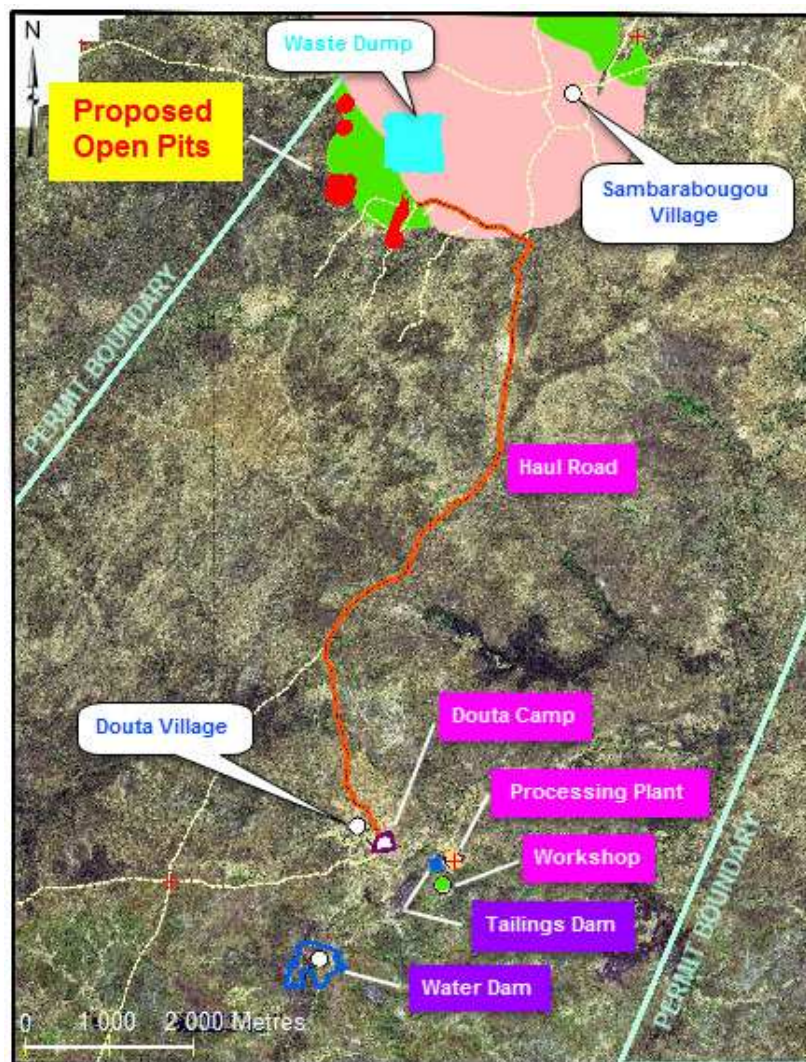 N
Waste Dump
Proposed
Open Pits
Sambarabougou
Village
PERMIT BOUNDARY
Haul Road
Douta Village
Douta Camp
Processing Plant
Workshop
Tailings Dam
Water Dam
PERMIT BOUNDARY
0 1 000 2 000 Metres